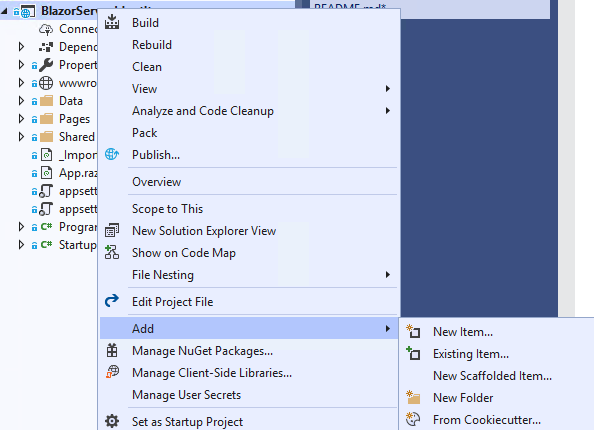 README.md*
Connec
Depend
Propert
wwwro
Data
Pages
Shared
_Impor
App.raz
appsett
appsett
Progra
Startup
Build
Rebuild
Clean
View
Analyze and Code Cleanup
Pack
Publish...
Overview
Scope to This
New Solution Explorer View
Show on Code Map
File Nesting
Edit Project File
Add
Manage NuGet Packages...
Manage Client-Side Libraries...
Manage User Secrets
Set as Startup Project
New Item...
Existing Item...
New Scaffolded Item...
New Folder
From Cookiecutter...